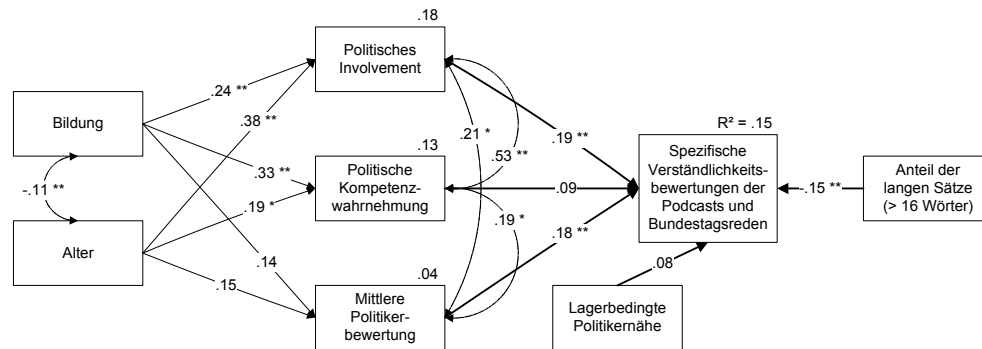 .18
Politisches
Involvement
.24 **
.38 **
Bildung
.21 *
.19 **
R² = .15
.13
.53 **
Spezifische
Verständlichkeits-
bewertungen der
Podcasts und
Bundestagsreden
Politische
Kompetenz-
wahrnehmung
.33 **
-.11 **
.09
-.15 **
Anteil der
langen Sätze
(> 16 Wörter)
.19 *
.19 *
.18 **
Alter
.14
.15
.04
.08
Mittlere
Politiker-
bewertung
Lagerbedingte
Politikernähe